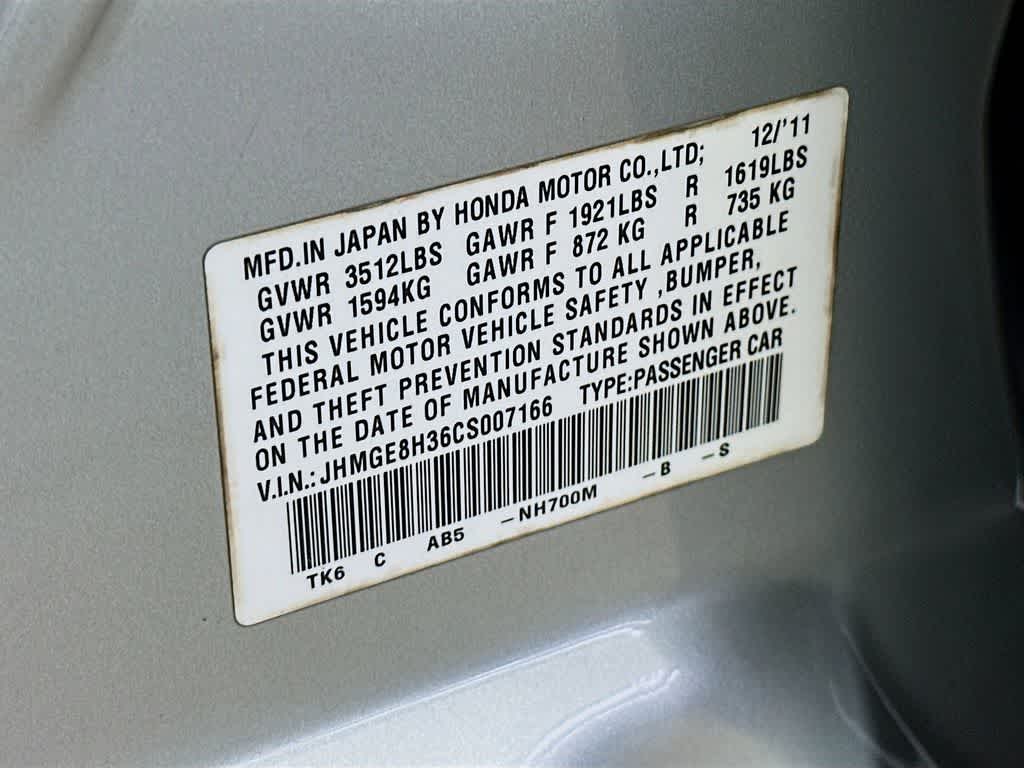 MFD.IN JAPAN BY HONDA MOTOR CO.,LTD; 12/'11
GVWR 3512LBS GAWR F 1921LBS R 1619LBS
GVWR 1594KG GAWR F 872 KG R 735 KG
THIS VEHICLE CONFORMS TO ALL APPLICABLE
FEDERAL MOTOR VEHICLE SAFETY ,BUMPER,
AND THEFT PREVENTION STANDARDS IN EFFECT
ON THE DATE OF MANUFACTURE SHOWN ABOVE.
V.I.N.: JHMGE8H36CS007166 TYPE:PASSENGER CAR
TK6 C AB5 -NH700M -B -S